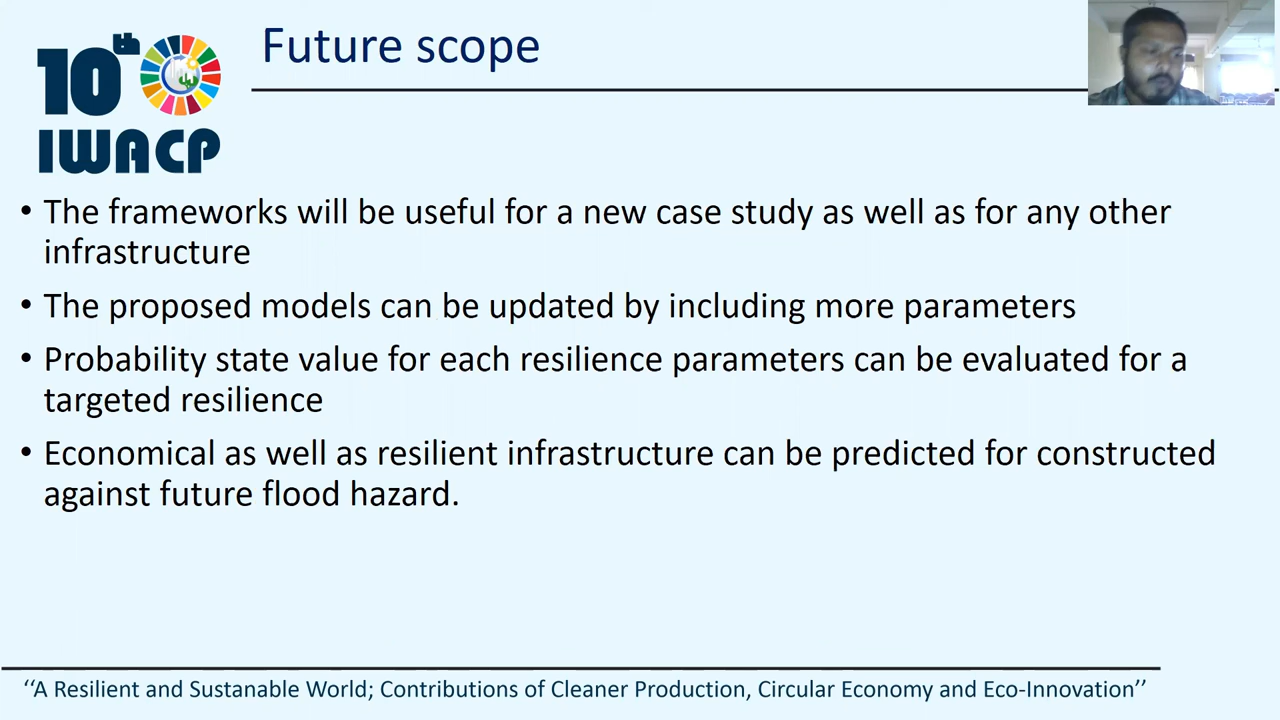 10th
IWACP
Future scope
• The frameworks will be useful for a new case study as well as for any other
infrastructure
• The proposed models can be updated by including more parameters
• Probability state value for each resilience parameters can be evaluated for a
targeted resilience
• Economical as well as resilient infrastructure can be predicted for constructed
against future flood hazard.
‘‘A Resilient and Sustanable World; Contributions of Cleaner Production, Circular Economy and Eco-Innovation’’